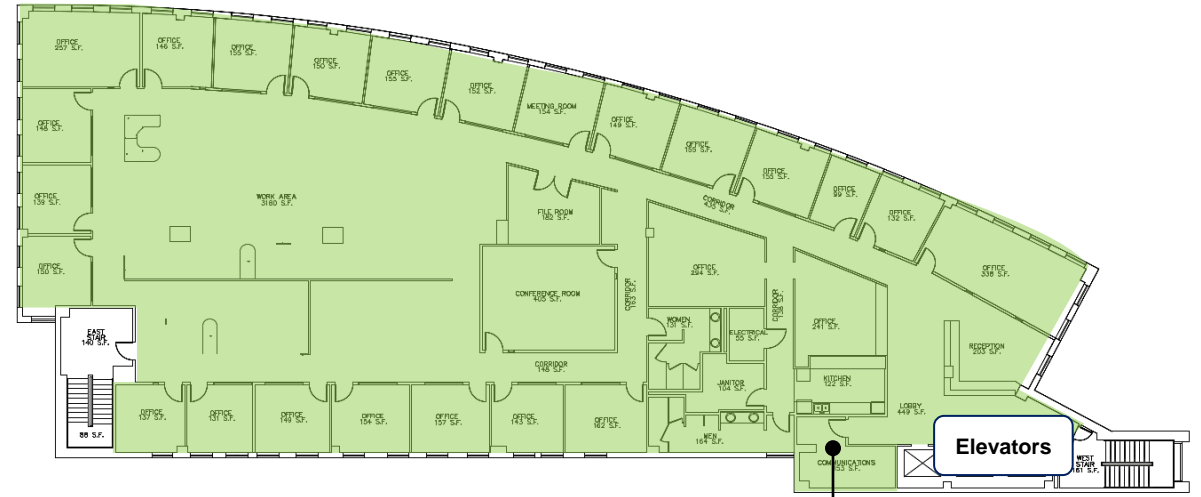 OFFICE
257 S.F.
OFFICE
146 S.F.
OFFICE
155 S.F.
OFFICE
150 S.F.
OFFICE
155 S.F.
OFFICE
152 S.F.
MEETING ROOM
154 S.F.
OFFICE
149 S.F.
OFFICE
155 S.F.
OFFICE
155 S.F.
OFFICE
99 S.F.
OFFICE
132 S.F.
OFFICE
338 S.F.
OFFICE
148 S.F.
OFFICE
139 S.F.
OFFICE
150 S.F.
WORK AREA
3180 S.F.
FILE ROOM
182 S.F.
CORRIDOR
435 S.F.
OFFICE
294 S.F.
CONFERENCE ROOM
405 S.F.
CORRIDOR
163 S.F.
CORRIDOR
138 S.F.
WOMEN
131 S.F.
ELECTRICAL
55 S.F.
OFFICE
241 S.F.
RECEPTION
203 S.F.
EAST
STAIR
140 S.F.
CORRIDOR
148 S.F.
JANITOR
104 S.F.
KITCHEN
122 S.F.
LOBBY
449 S.F.
OFFICE
137 S.F.
OFFICE
131 S.F.
OFFICE
149 S.F.
OFFICE
154 S.F.
OFFICE
157 S.F.
OFFICE
143 S.F.
OFFICE
162 S.F.
88 S.F.
MEN
164 S.F.
COMMUNICATIONS
S.F.
Elevators
WEST
STAIR
S.F.